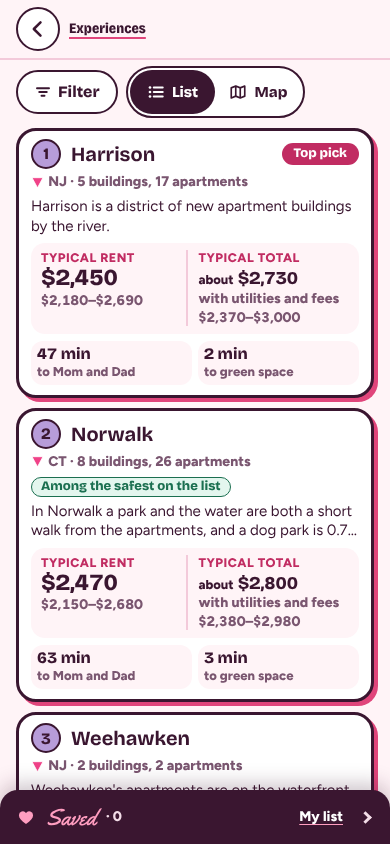 Experiences
Filter
List
Map
1 Harrison Top pick
▼ NJ · 5 buildings, 17 apartments
Harrison is a district of new apartment buildings
by the river.
TYPICAL RENT
$2,450
$2,180–$2,690
TYPICAL TOTAL
about $2,730
with utilities and fees
$2,370–$3,000
47 min
to Mom and Dad
2 min
to green space
2 Norwalk
▼ CT · 8 buildings, 26 apartments
Among the safest on the list
In Norwalk a park and the water are both a short
walk from the apartments, and a dog park is 0.7...
TYPICAL RENT
$2,470
$2,150–$2,680
TYPICAL TOTAL
about $2,800
with utilities and fees
$2,380–$2,980
63 min
to Mom and Dad
3 min
to green space
3 Weehawken
▼ NJ · 2 buildings, 2 apartments
Weehawken's apartments are on the waterfront
Saved · 0
My list